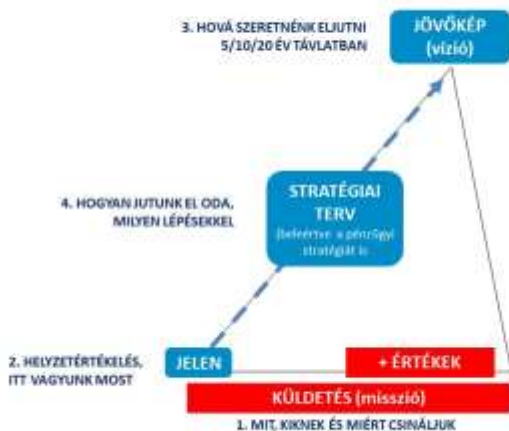 3. HOVÁ SZERETNÉNK ELJUTNI
5/10/20 ÉV TÁVLATBAN
JÖVŐKÉP
(vízió)
4. HOGYAN JUTUNK EL ODA,
MILYEN LÉPÉSEKKEL
STRATÉGIAI
TERV
(beleértve a pénzügyi
stratégiát is
2. HELYZETÉRTÉKELÉS,
ITT VAGYUNK MOST
JELEN
+ ÉRTÉKEK
KÜLDETÉS (misszió)
1. MIT, KIKNEK ÉS MIÉRT CSINÁLJUK